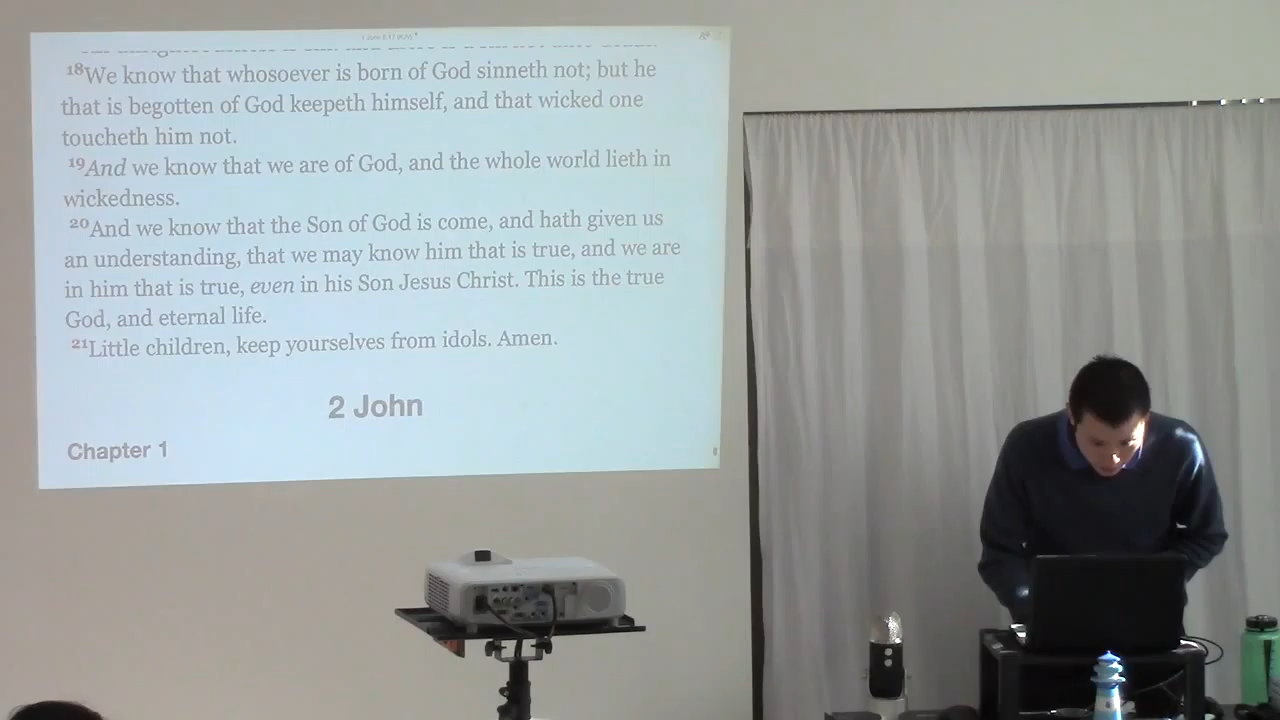 18We know that whosoever is born of God sinneth not; but he
that is begotten of God keepeth himself, and that wicked one
toucheth him not.
19And we know that we are of God, and the whole world lieth in
wickedness.
20And we know that the Son of God is come, and hath given us
an understanding, that we may know him that is true, and we are
in him that is true, even in his Son Jesus Christ. This is the true
God, and eternal life.
21Little children, keep yourselves from idols. Amen.
2 John
Chapter 1